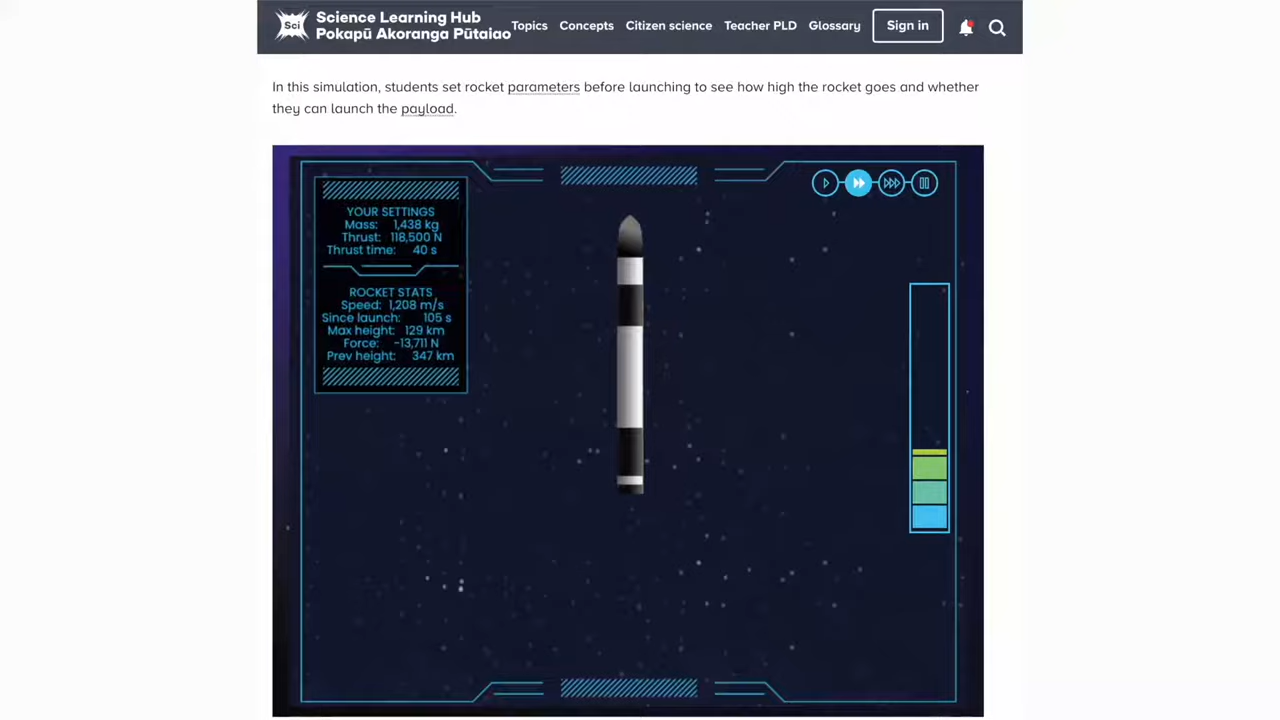 Sci
Science Learning Hub
Pokapū Akoranga Pūtaiao
Topics Concepts Citizen science Teacher PLD Glossary Sign in
In this simulation, students set rocket parameters before launching to see how high the rocket goes and whether
they can launch the payload.
YOUR SETTINGS
Mass: 1,438 kg
Thrust: 118,500 N
Thrust time: 40 s
ROCKET STATS
Speed: 1,208 m/s
Since launch: 105 s
Max height: 129 km
Force: -13,711 N
Prev height: 347 km